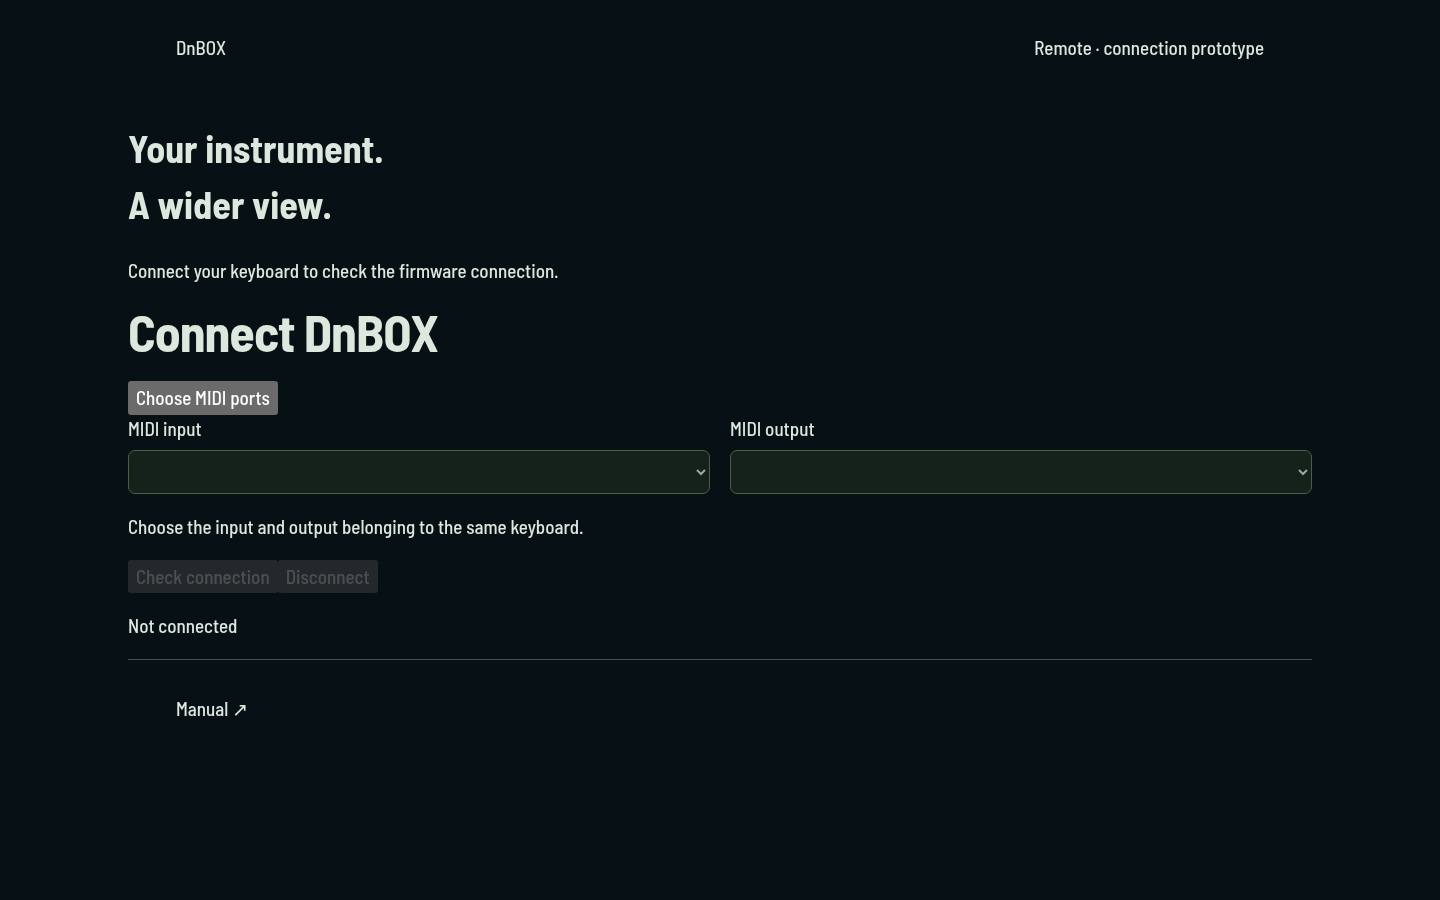 DnBOX
Remote · connection prototype
Your instrument.
A wider view.
Connect your keyboard to check the firmware connection.
Connect DnBOX
Choose MIDI ports
MIDI input
MIDI output
Choose the input and output belonging to the same keyboard.
Check connection
Disconnect
Not connected
Manual ↗